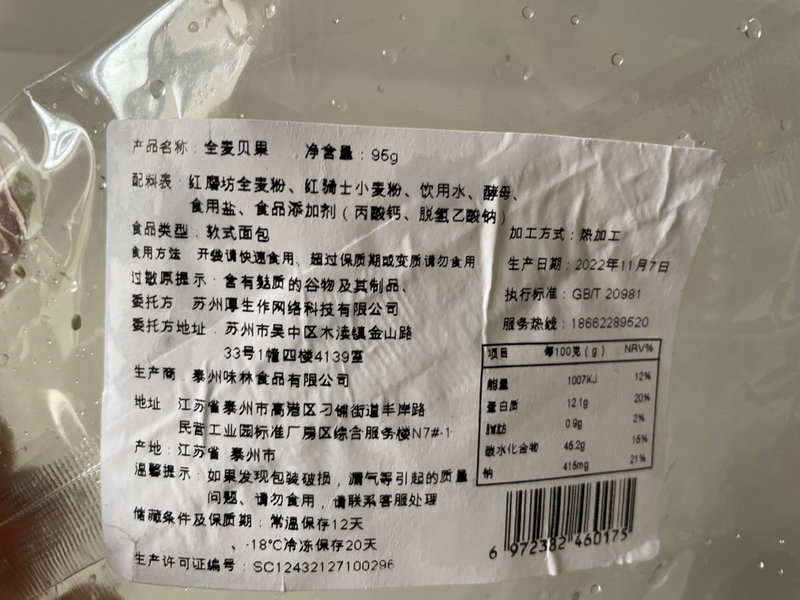 产品名称：全麦贝果 净含量：95g
配料表：红磨坊全麦粉、红骑士小麦粉、饮用水、酵母、
食用盐、食品添加剂（丙酸钙、脱氢乙酸钠）
食品类型：软式面包
加工方式：热加工
食用方法 开袋请快速食用、超过保质期或变质请勿食用
生产日期：2022年11月7日
过敏原提示：含有麸质的谷物及其制品、
执行标准：GB/T 20981
委托方 苏州厚生作网络科技有限公司
服务热线：18662289520
委托方地址 苏州市吴中区木渎镇金山路
33号1幢四楼4139室
生产商：泰州味林食品有限公司
地址 江苏省泰州市高港区刁铺街道丰岸路
民营工业园标准厂房区综合服务楼N7#-1
产地：江苏省 泰州市
温馨提示：如果发现包装破损，漏气等引起的质量
问题、请勿食用，请联系客服处理
储藏条件及保质期：常温保存12天
、-18℃冷冻保存20天
生产许可证编号：SC12432127100296
项目 每100克(g) NRV%
能量 1007KJ 12%
蛋白质 12.1g 20%
脂肪 0.9g 2%
碳水化合物 45.2g 15%
钠 415mg 21%
6 972382 460175